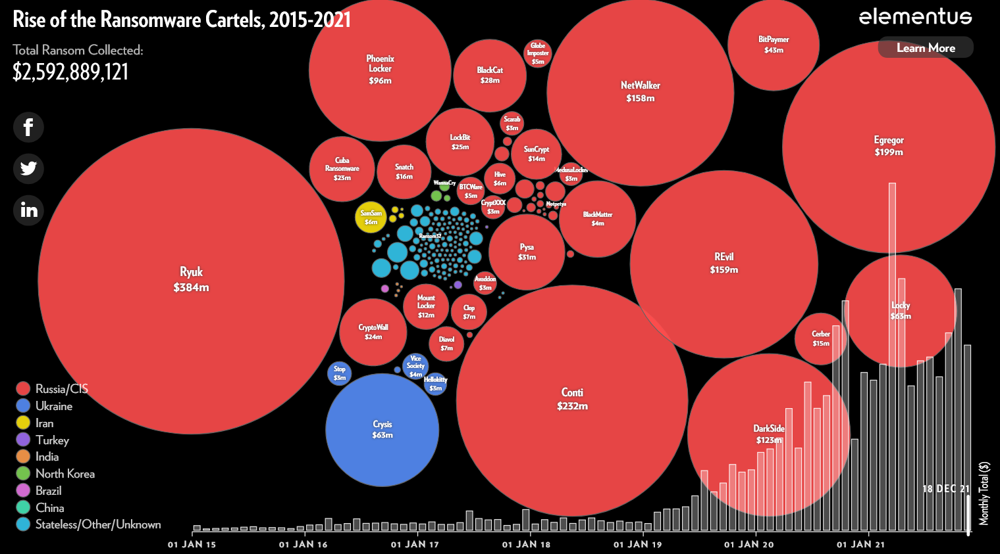 Rise of the Ransomware Cartels, 2015-2021
elementus
Total Ransom Collected:
$2,592,889,121
Learn More
Phoenix
Locker
$96m
BlackCat
$28m
Globe
Imposter
$5m
NetWalker
$158m
BitPaymer
$43m
Egregor
$199m
Scarab
$3m
LockBit
$25m
SunCrypt
$14m
Cuba
Ransomware
$23m
Snatch
$16m
Hive
$6m
MedusaLocker
$3m
WannaCry
BTCWare
$5m
CryptXXX
$3m
Notpetya
BlackMatter
$4m
SamSam
$6m
Ransom32
Pysa
$31m
REvil
$159m
Ryuk
$384m
Avaddon
$3m
Mount
Locker
$12m
Clop
$7m
Locky
$63m
CryptoWall
$24m
Diavol
$7m
Cerber
$15m
Stop
$3m
Vice
Society
$4m
Hellokitty
$3m
Conti
$232m
Crysis
$63m
DarkSide
$123m
Russia/CIS
Ukraine
Iran
Turkey
India
North Korea
Brazil
China
Stateless/Other/Unknown
18 DEC 21
Monthly Total ($)
01 JAN 15
01 JAN 16
01 JAN 17
01 JAN 18
01 JAN 19
01 JAN 20
01 JAN 21